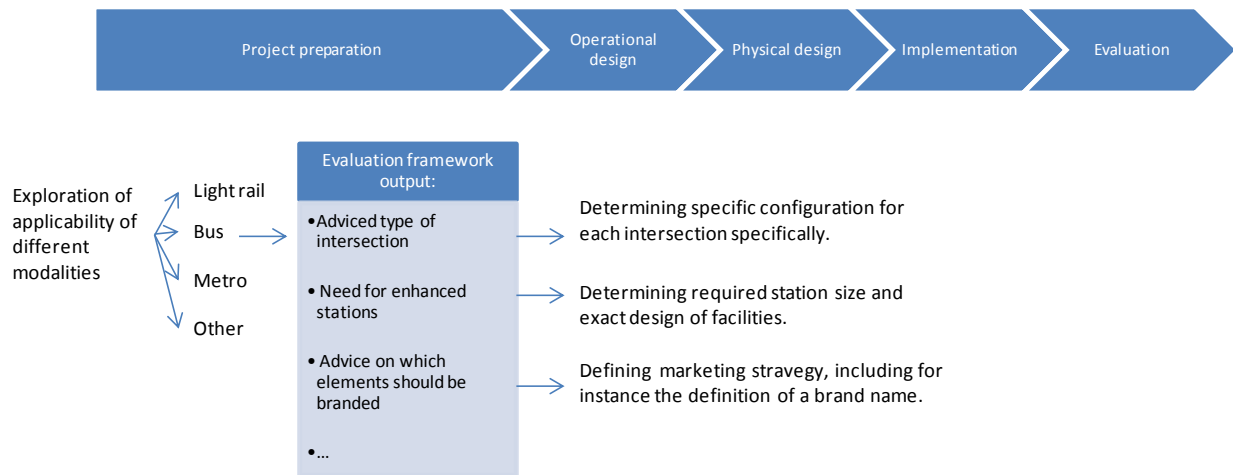 Project preparation
Operational
design
Physical design
Implementation
Evaluation
Exploration of
applicability of
different
modalities
Light rail
Bus
Metro
Other
Evaluation framework
output:
•Adviced type of
intersection
• Need for enhanced
stations
• Advice on which
elements should be
branded
•...
Determining specific configuration for
each intersection specifically.
Determining required station size and
exact design of facilities.
Defining marketing stravegy, including for
instance the definition of a brand name.